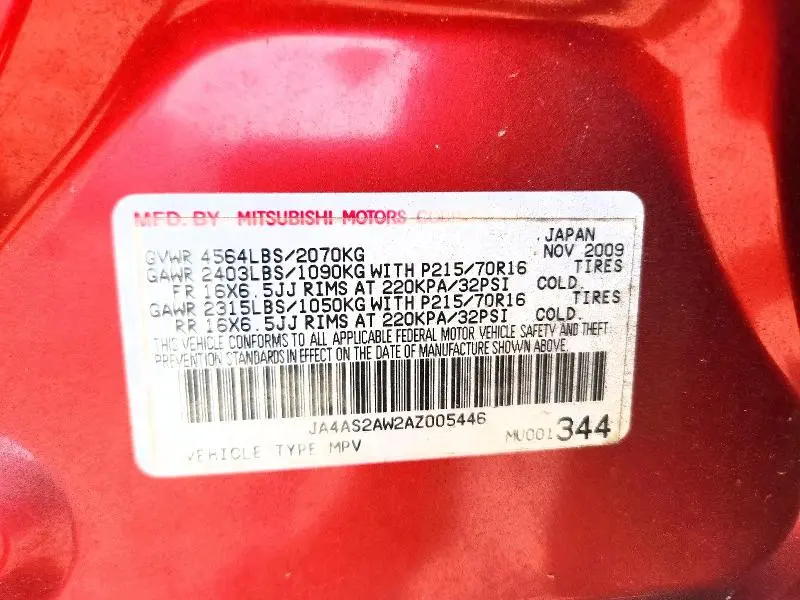 MFD. BY MITSUBISHI MOTORS
JAPAN
GVWR 4564LBS/2070KG NOV 2009
GAWR 2403LBS/1090KG WITH P215/70R16 TIRES
FR 16X6.5JJ RIMS AT 220KPA/32PSI COLD.
GAWR 2315LBS/1050KG WITH P215/70R16 TIRES
RR 16X6.5JJ RIMS AT 220KPA/32PSI COLD.
THIS VEHICLE CONFORMS TO ALL APPLICABLE FEDERAL MOTOR VEHICLE SAFETY AND THEFT
PREVENTION STANDARDS IN EFFECT ON THE DATE OF MANUFACTURE SHOWN ABOVE.
JA4AS2AW2AZ005446
VEHICLE TYPE MPV MU001344